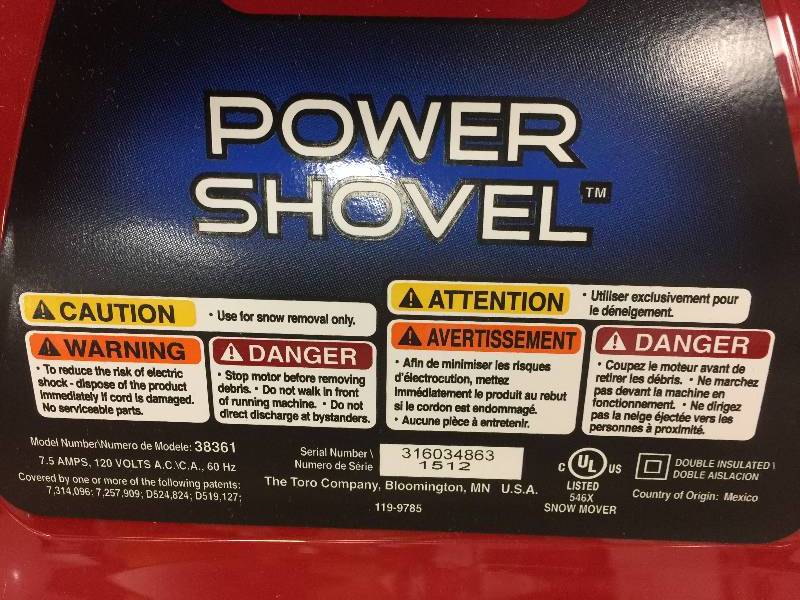 POWER
SHOVEL™
CAUTION
• Use for snow removal only.
WARNING
• To reduce the risk of electric
shock - dispose of the product
immediately if cord is damaged.
No serviceable parts.
DANGER
• Stop motor before removing
debris. • Do not walk in front
of running machine. • Do not
direct discharge at bystanders.
ATTENTION
• Utiliser exclusivement pour
le déneigement.
AVERTISSEMENT
• Afin de minimiser les risques
d'électrocution, mettez
immédiatement le produit au rebut
si le cordon est endommagé.
• Aucune pièce à entretenir.
DANGER
• Coupez le moteur avant de
retirer les débris. • Ne marchez
pas devant la machine en
fonctionnement. • Ne dirigez
pas la neige éjectée vers les
personnes à proximité.
Model Number\Numero de Modele: 38361
7.5 AMPS, 120 VOLTS A.C.\C.A., 60 Hz
Covered by one or more of the following patents:
7,314,096; 7,257,909; D524,824; D519,127;
Serial Number \
Numero de Série
316034863
1512
The Toro Company, Bloomington, MN U.S.A.
119-9785
C UL US
LISTED
546X
SNOW MOVER
DOUBLE INSULATED \
DOBLE AISLACION
Country of Origin: Mexico